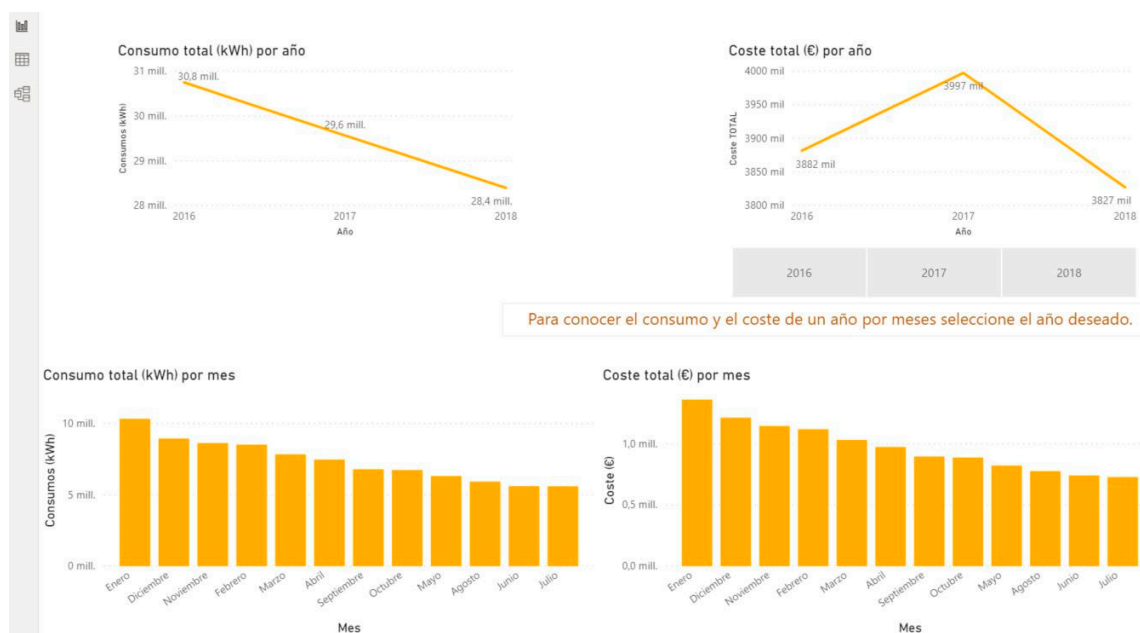 Consumo total (kWh) por año
31 mill.
30 mill.
29 mill.
28 mill.
Consumos (kWh)
30,8 mill.
29,6 mill.
28,4 mill.
2016
2017
2018
Año
Coste total (€) por año
4000 mil
3950 mil
3900 mil
3850 mil
3800 mil
Coste TOTAL
3882 mil
3997 mil
3827 mil
2016
2017
2018
Año
2016
2017
2018
Para conocer el consumo y el coste de un año por meses seleccione el año deseado.
Consumo total (kWh) por mes
10 mill.
5 mill.
0 mill.
Consumos (kWh)
Enero
Diciembre
Noviembre
Febrero
Marzo
Abril
Septiembre
Octubre
Mayo
Agosto
Junio
Julio
Mes
Coste total (€) por mes
1,0 mill.
0,5 mill.
0,0 mill.
Coste (€)
Enero
Diciembre
Noviembre
Febrero
Marzo
Abril
Septiembre
Octubre
Mayo
Agosto
Junio
Julio
Mes